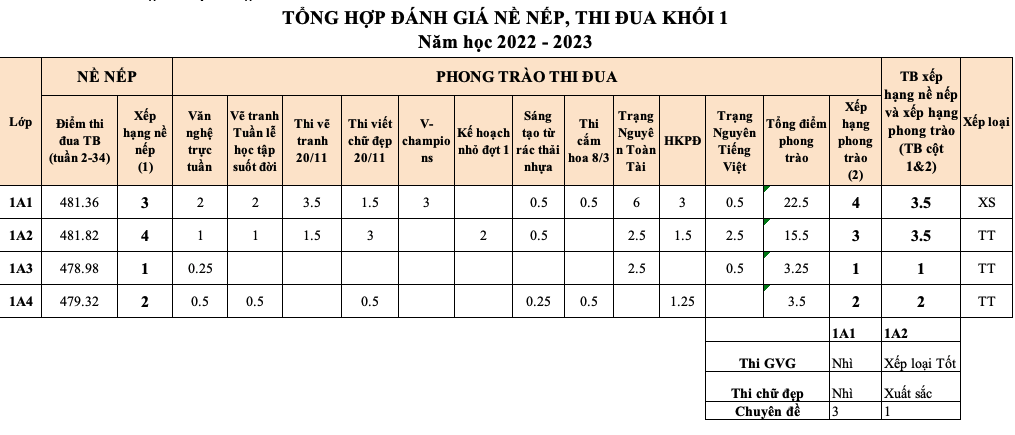 TỔNG HỢP ĐÁNH GIÁ NỀ NẾP, THI ĐUA KHỐI 1
Năm học 2022 - 2023
Lớp
NỀ NẾP
PHONG TRÀO THI ĐUA
TB xếp
hạng nề nếp
và xếp hạng
phong trào
(TB cột
1&2)
Xếp loại
Điểm thi
đua TB
(tuần 2-34)
Xếp
hạng nề
nếp
(1)
Văn
nghệ
trực
tuần
Vẽ tranh
Tuần lễ
học tập
suốt đời
Thi vẽ
tranh
20/11
Thi viết
chữ đẹp
20/11
V-
champio
ns
Kế hoạch
nhỏ đợt 1
Sáng
tạo từ
rác thải
nhựa
Thi
cắm
hoa 8/3
Trạng
Nguyê
n Toàn
Tài
HKPĐ
Trạng
Nguyên
Tiếng
Việt
Tổng điểm
phong
trào
Xếp
hạng
phong
trào
(2)
1A1 481.36 3 2 2 3.5 1.5 3 0.5 0.5 6 3 0.5 22.5 4 3.5 XS
1A2 481.82 4 1 1 1.5 3 2 0.5 2.5 1.5 2.5 15.5 3 3.5 TT
1A3 478.98 1 0.25 2.5 0.5 3.25 1 1 TT
1A4 479.32 2 0.5 0.5 0.5 0.25 0.5 1.25 3.5 2 2 TT
1A1 1A2
Thi GVG Nhì Xếp loại Tốt
Thi chữ đẹp Nhì Xuất sắc
Chuyên đề 3 1